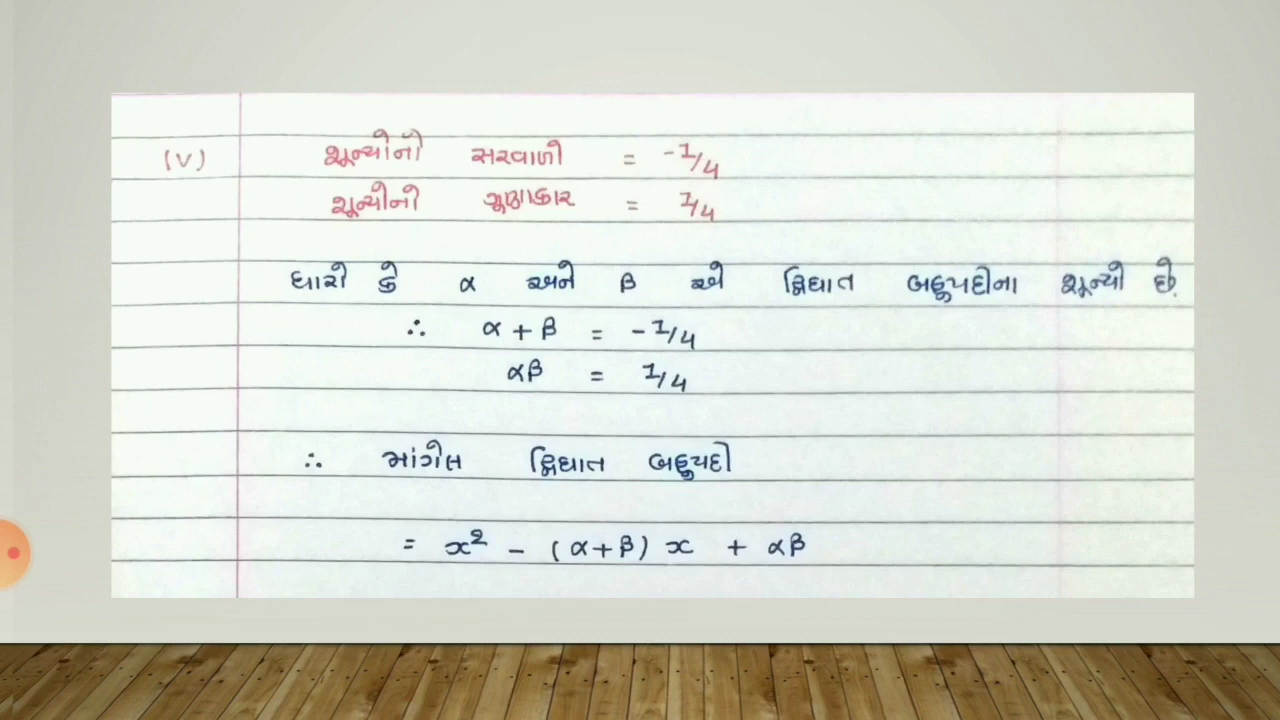 (v) શૂન્યોનો સરવાળો = -1/4
શૂન્યોનો ગુણાકાર = 1/4
ધારો કે α અને β એ દ્વિઘાત બહુપદીના શૂન્યો છે.
∴ α + β = -1/4
αβ = 1/4
∴ માંગેલ દ્વિઘાત બહુપદી
= x² - (α+β) x + αβ